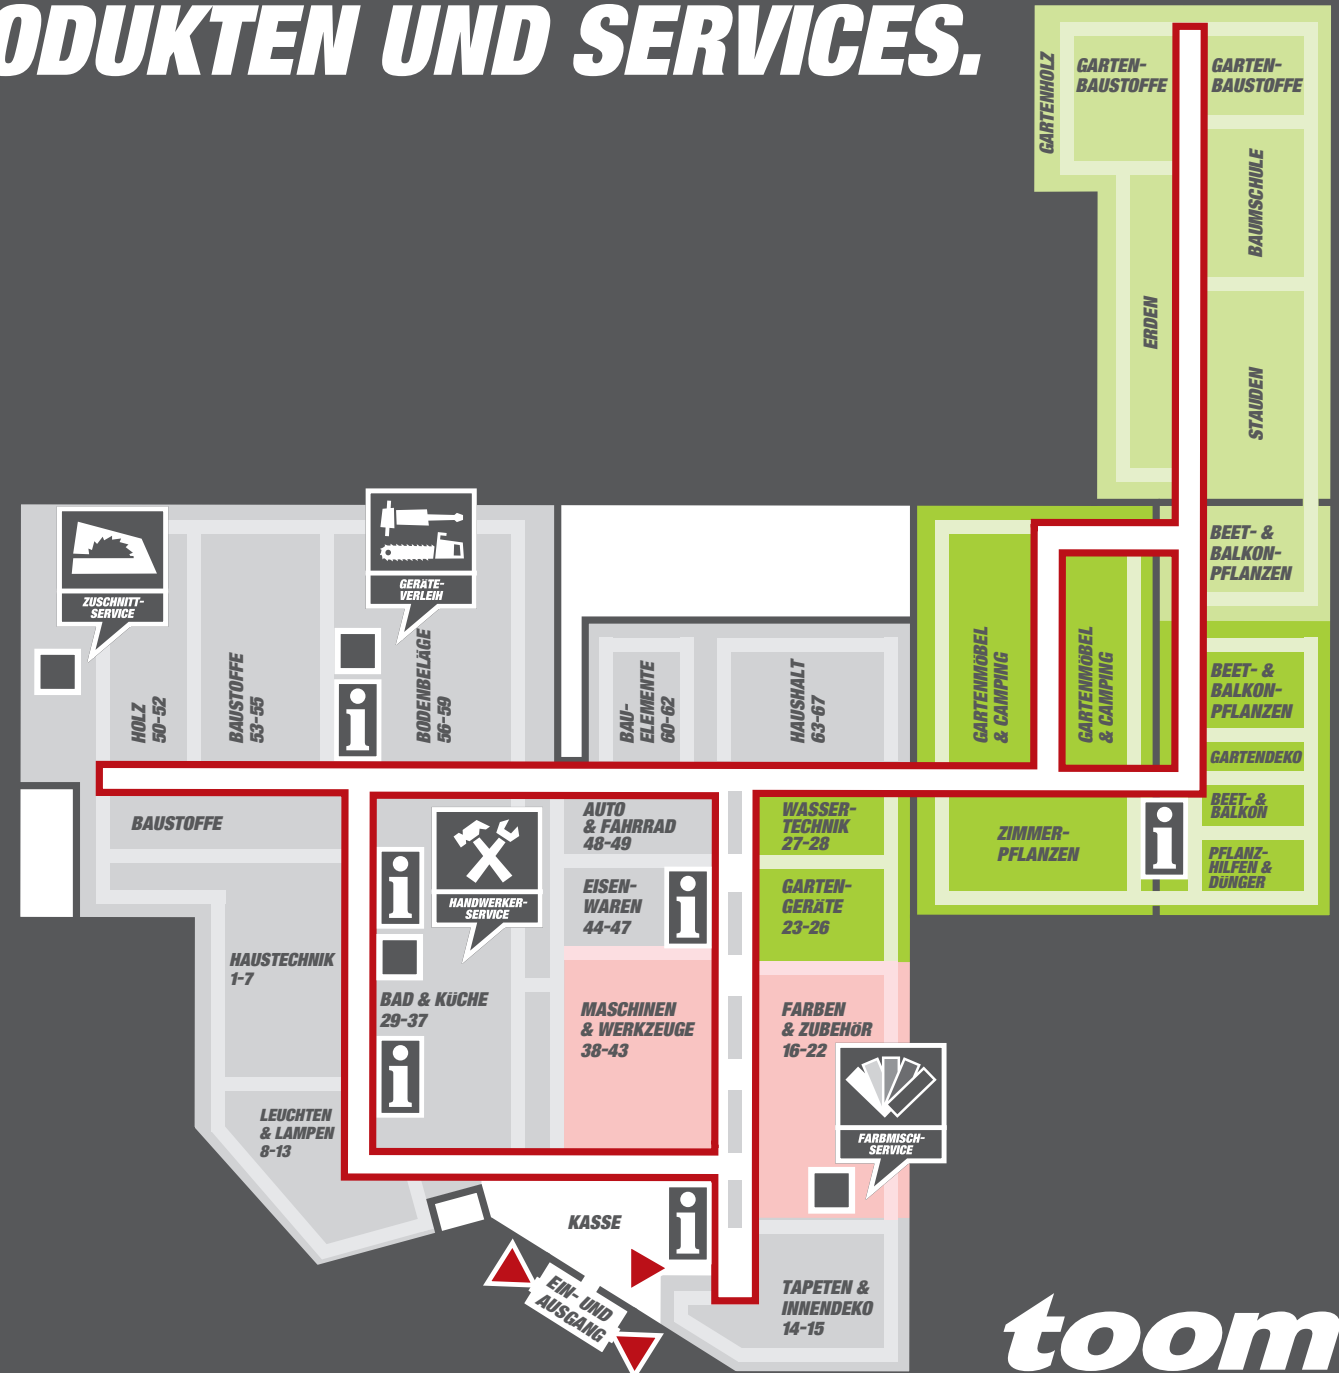 ODUKTEN UND SERVICES.
GARTENHOLZ
GARTEN-
BAUSTOFFE
GARTEN-
BAUSTOFFE
BAUMSCHULE
ERDEN
STAUDEN
BEET- &
BALKON-
PFLANZEN
ZUSCHNITT-
SERVICE
GERÄTE-
VERLEIH
HOLZ
50-52
BAUSTOFFE
53-55
BODENBELÄGE
56-59
BAU-
ELEMENTE
60-62
HAUSHALT
63-67
GARTENMÖBEL
& CAMPING
GARTENMÖBEL
& CAMPING
BEET- &
BALKON-
PFLANZEN
GARTENDEKO
BEET- &
BALKON
PFLANZ-
HILFEN &
DÜNGER
ZIMMER-
PFLANZEN
i
i
BAUSTOFFE
i
HANDWERKER-
SERVICE
AUTO
& FAHRRAD
48-49
WASSER-
TECHNIK
27-28
EISEN-
WAREN
44-47
i
GARTEN-
GERÄTE
23-26
HAUSTECHNIK
1-7
BAD & KÜCHE
29-37
i
MASCHINEN
& WERKZEUGE
38-43
FARBEN
& ZUBEHÖR
16-22
FARBMISCH-
SERVICE
LEUCHTEN
& LAMPEN
8-13
KASSE
i
EIN- UND
AUSGANG
TAPETEN &
INNENDEKO
14-15
toom